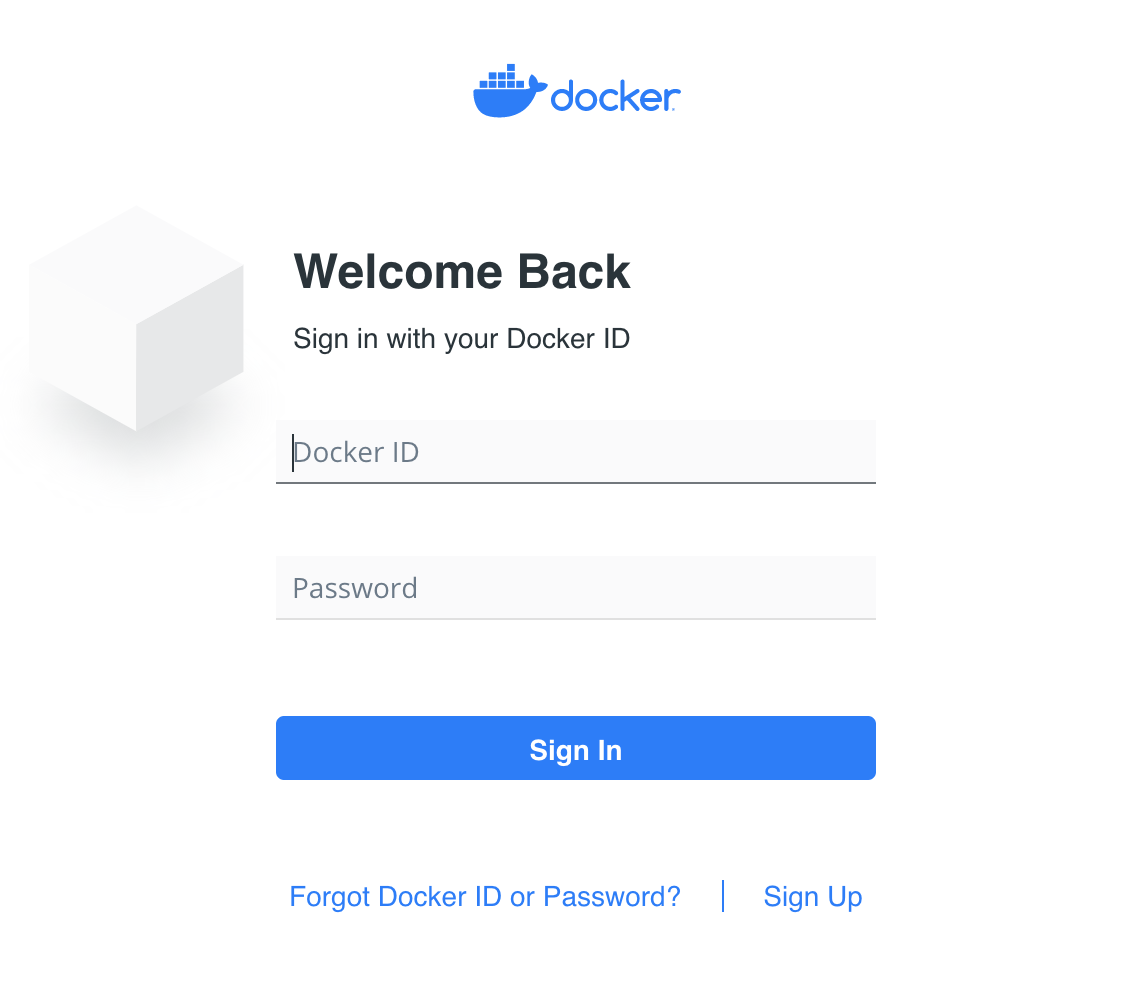 docker
Welcome Back
Sign in with your Docker ID
Docker ID
Password
Sign In
Forgot Docker ID or Password? | Sign Up